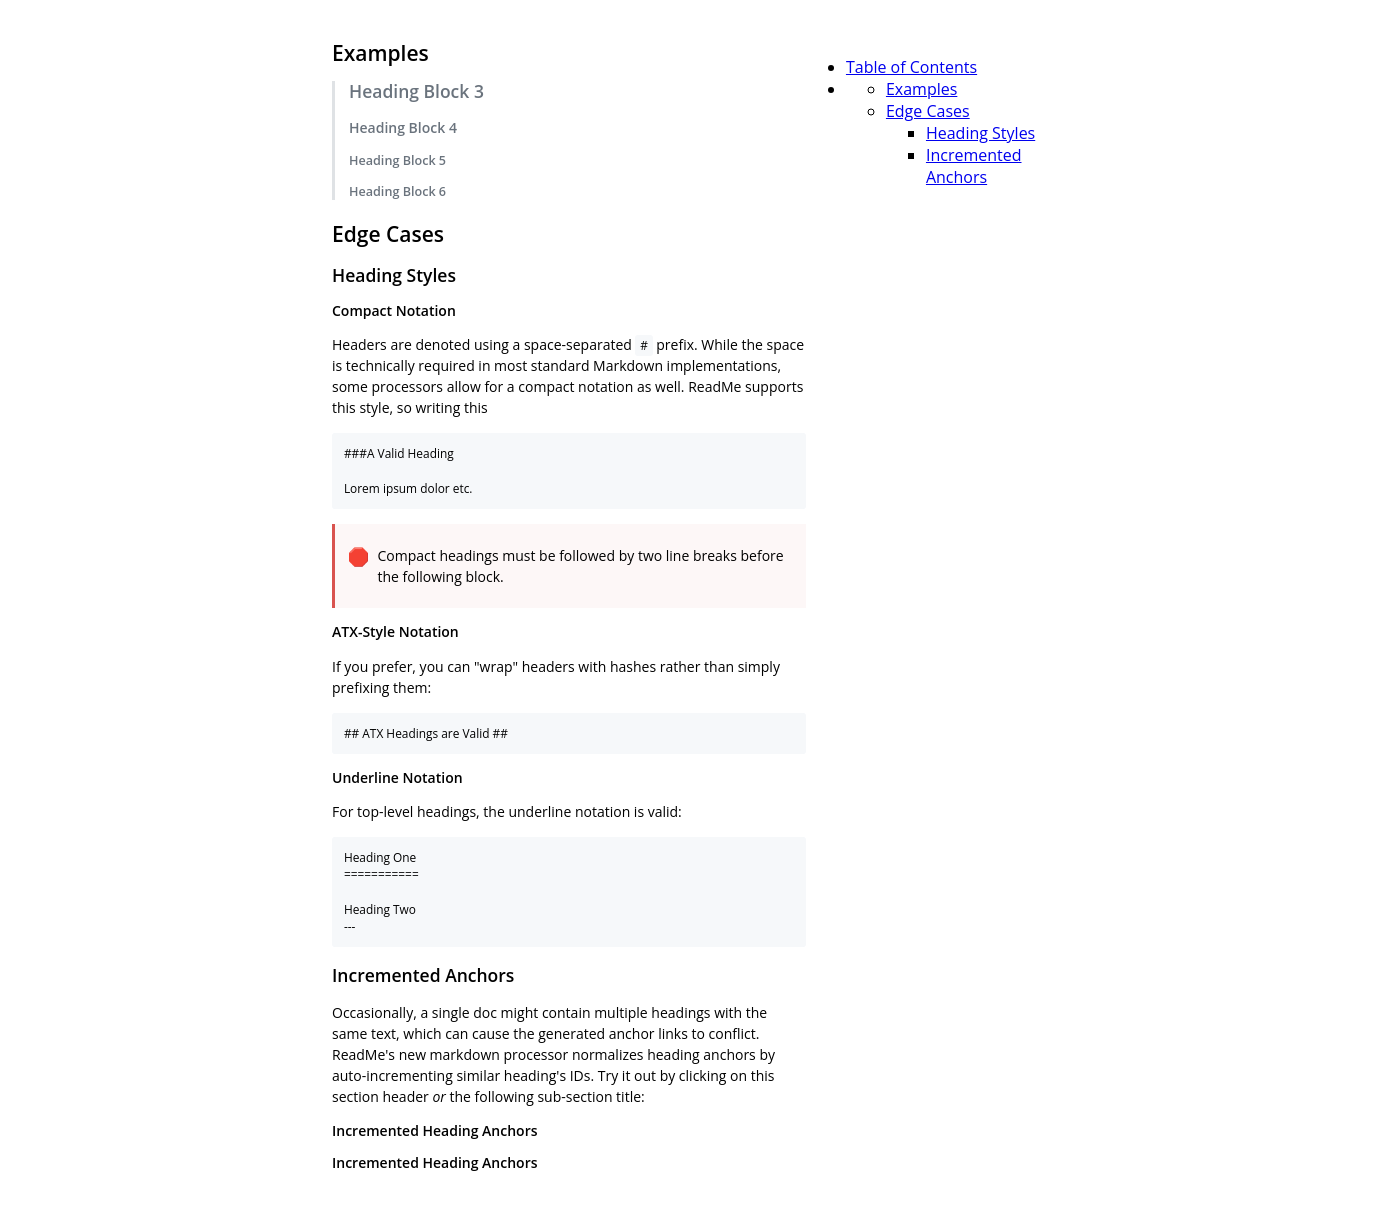 Examples
Heading Block 3
Heading Block 4
Heading Block 5
Heading Block 6
Edge Cases
Heading Styles
Compact Notation
Headers are denoted using a space-separated # prefix. While the space
is technically required in most standard Markdown implementations,
some processors allow for a compact notation as well. ReadMe supports
this style, so writing this
###A Valid Heading
Lorem ipsum dolor etc.
Compact headings must be followed by two line breaks before
the following block.
ATX-Style Notation
If you prefer, you can "wrap" headers with hashes rather than simply
prefixing them:
## ATX Headings are Valid ##
Underline Notation
For top-level headings, the underline notation is valid:
Heading One
===========
Heading Two
---
Incremented Anchors
Occasionally, a single doc might contain multiple headings with the
same text, which can cause the generated anchor links to conflict.
ReadMe's new markdown processor normalizes heading anchors by
auto-incrementing similar heading's IDs. Try it out by clicking on this
section header or the following sub-section title:
Incremented Heading Anchors
Incremented Heading Anchors
Table of Contents
Examples
Edge Cases
Heading Styles
Incremented
Anchors